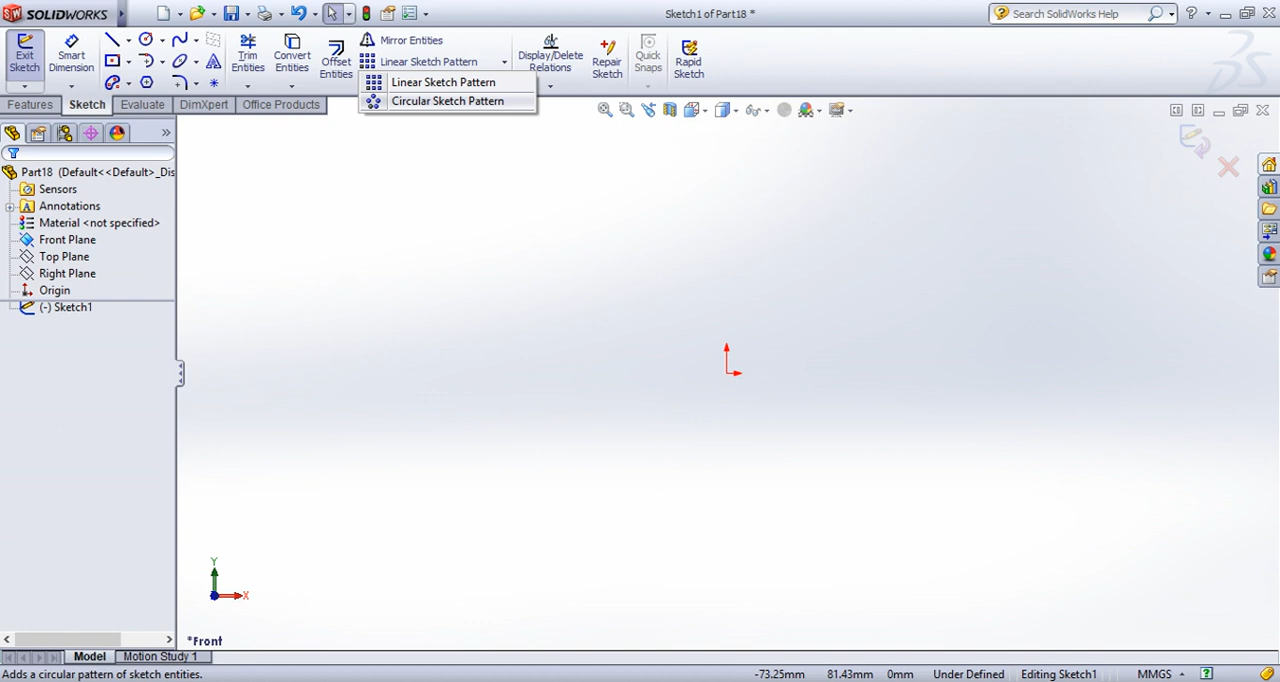 SW SOLIDWORKS
Sketch1 of Part18 *
Search SolidWorks Help
Exit Sketch
Smart Dimension
Trim Entities
Convert Entities
Offset Entities
Mirror Entities
Linear Sketch Pattern
Display/Delete Relations
Repair Sketch
Quick Snaps
Rapid Sketch
Linear Sketch Pattern
Circular Sketch Pattern
Features
Sketch
Evaluate
DimXpert
Office Products
Part18 (Default<<Default>_Dis
Sensors
Annotations
Material <not specified>
Front Plane
Top Plane
Right Plane
Origin
(-) Sketch1
Y
X
*Front
Model
Motion Study 1
Adds a circular pattern of sketch entities.
-73.25mm
81.43mm
0mm
Under Defined
Editing Sketch1
MMGS